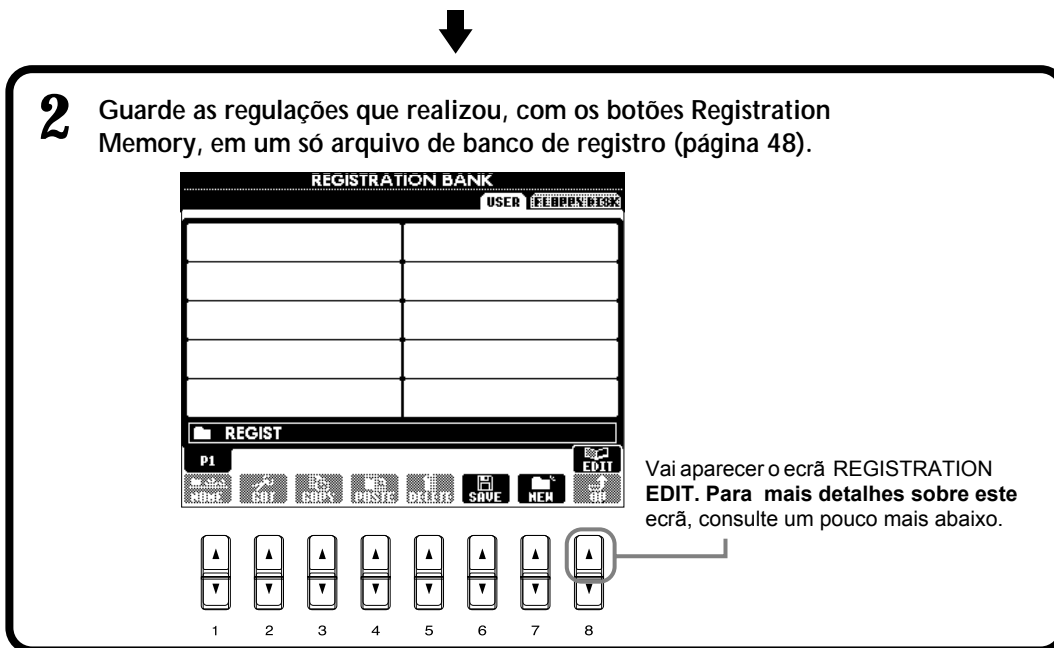 2 Guarde as regulações que realizou, com os botões Registration
Memory, em um só arquivo de banco de registro (página 48).
REGISTRATION BANK
USER FLOPPY DISK
REGIST
P1
EDIT
NAME CUT COPY PASTE DELETE SAVE NEW UP
Vai aparecer o ecrã REGISTRATION
EDIT. Para mais detalhes sobre este
ecrã, consulte um pouco mais abaixo.
1 2 3 4 5 6 7 8